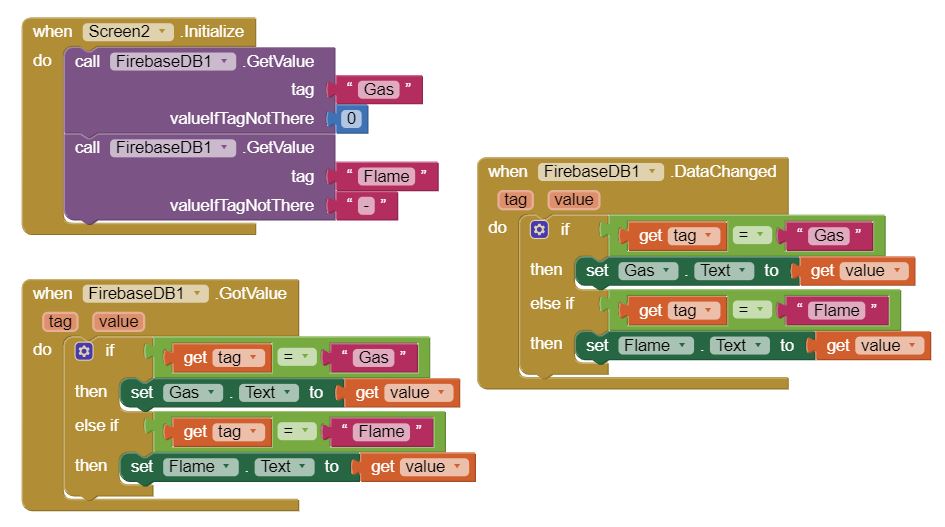 when Screen2 .Initialize
do call FirebaseDB1 .GetValue
tag “ Gas ”
valueIfTagNotThere 0
call FirebaseDB1 .GetValue
tag “ Flame ”
valueIfTagNotThere “ - ”
when FirebaseDB1 .GotValue
tag value
do if get tag = “ Gas ”
then set Gas . Text to get value
else if get tag = “ Flame ”
then set Flame . Text to get value
when FirebaseDB1 .DataChanged
tag value
do if get tag = “ Gas ”
then set Gas . Text to get value
else if get tag = “ Flame ”
then set Flame . Text to get value